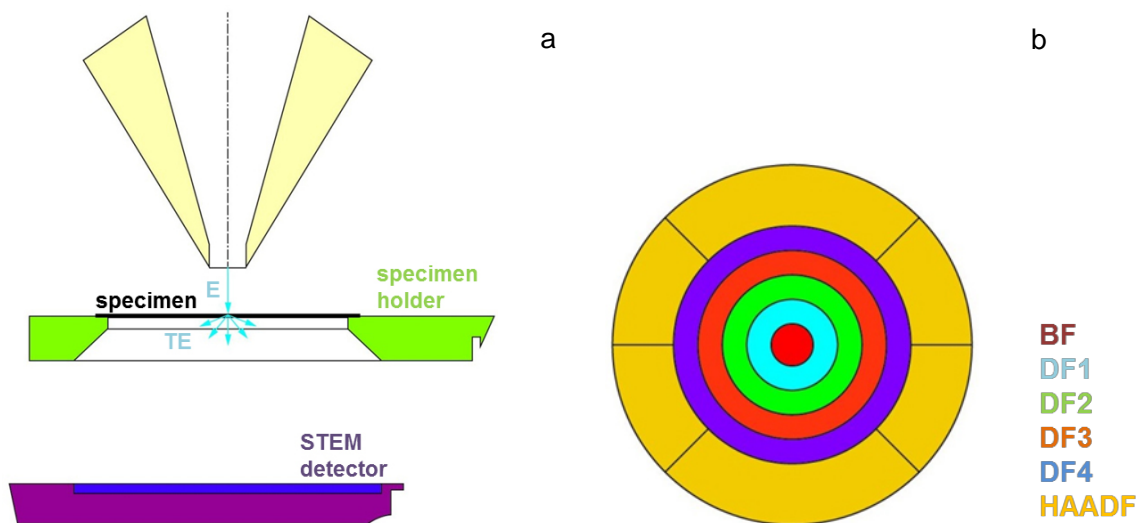 a
b
E
specimen
specimen
holder
TE
STEM
detector
BF
DF1
DF2
DF3
DF4
HAADF